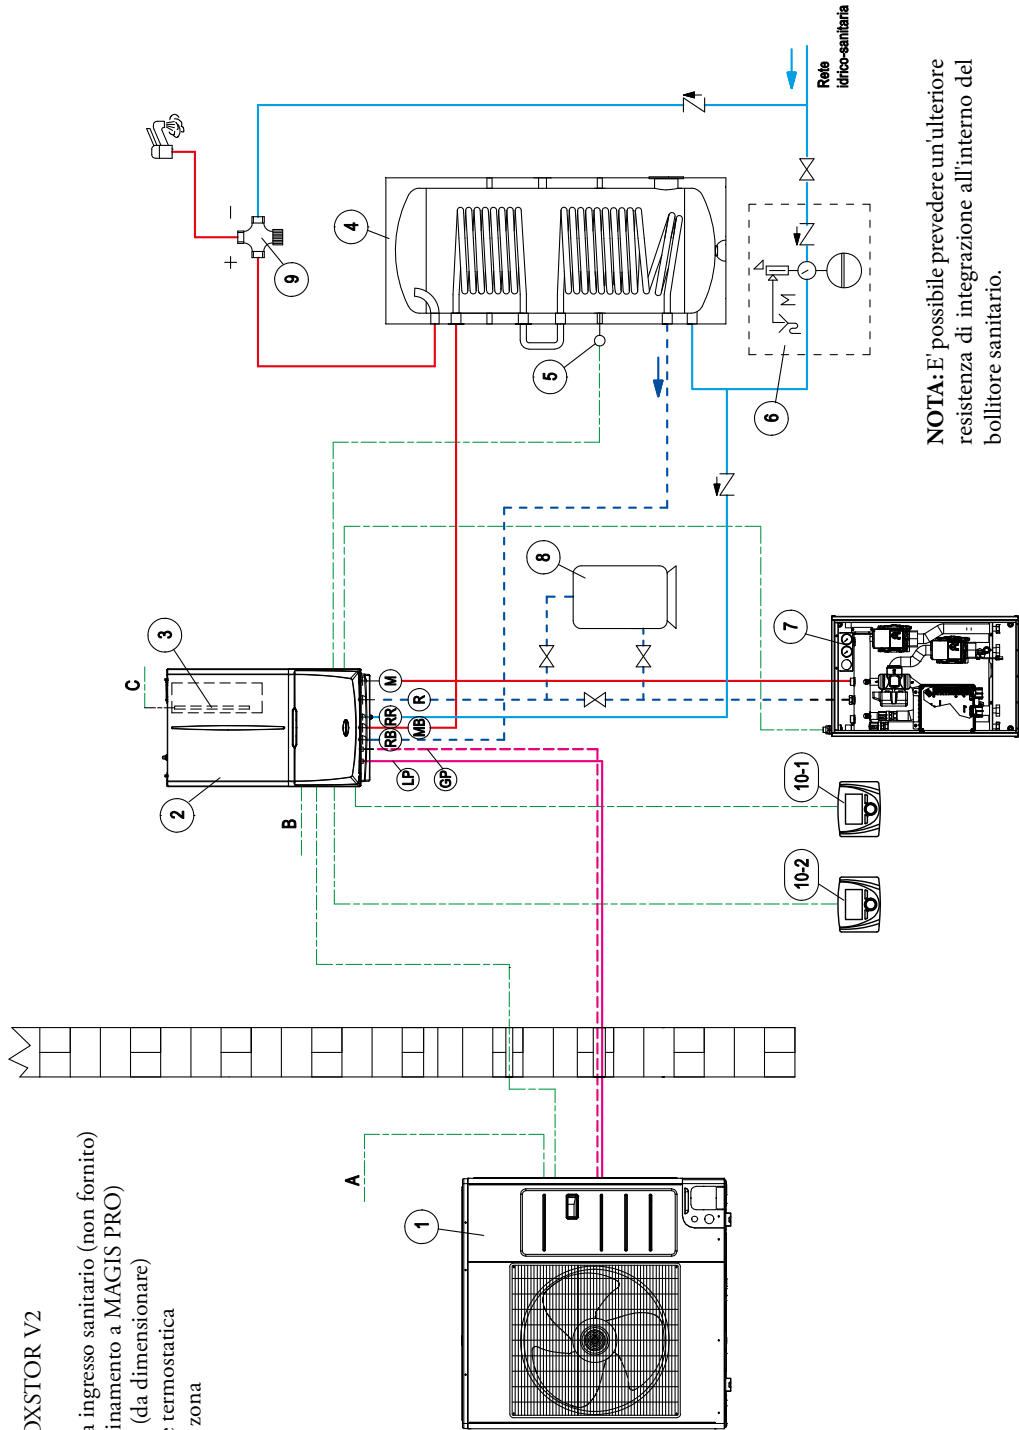 OXSTOR V2
a ingresso sanitario (non fornito)
inamento a MAGIS PRO)
(da dimensionare)
e termostatica
zona
A
1
B
C
2
3
LP
GP
RB
MB
RR
R
M
10-2
10-1
7
8
5
4
9
+
−
6
M
Rete
idrico-sanitaria
NOTA: E' possibile prevedere un'ulteriore
resistenza di integrazione all'interno del
bollitore sanitario.